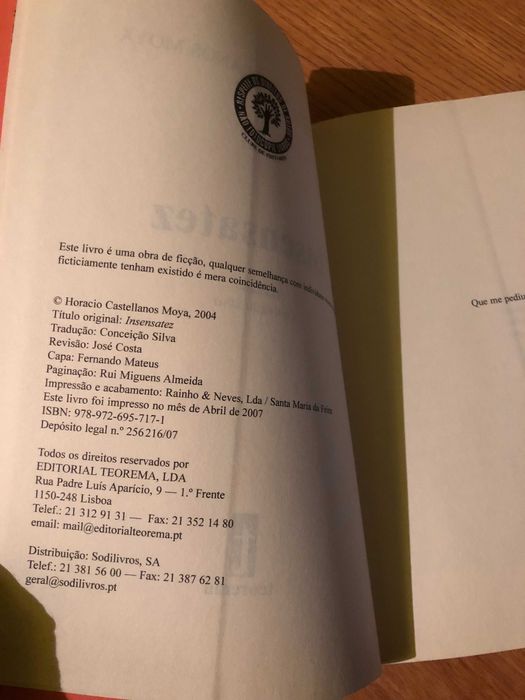 Este livro é uma obra de ficção, qualquer semelhança com
ficticiamente tenham existido é mera coincidência.
© Horacio Castellanos Moya, 2004
Título original: Insensatez
Tradução: Conceição Silva
Revisão: José Costa
Capa: Fernando Mateus
Paginação: Rui Miguens Almeida
Impressão e acabamento: Rainho & Neves, Lda / Santa Maria da Feira
Este livro foi impresso no mês de Abril de 2007
ISBN: 978-972-695-717-1
Depósito legal n.º 256216/07
Todos os direitos reservados por
EDITORIAL TEOREMA, LDA
Rua Padre Luís Aparício, 9 — 1.º Frente
1150-248 Lisboa
Telef.: 21 312 91 31 — Fax: 21 352 14 80
email: mail@editorialteorema.pt
Distribuição: Sodilivros, SA
Telef.: 21 381 56 00 — Fax: 21 387 62 81
geral@sodilivros.pt
Que me pediu